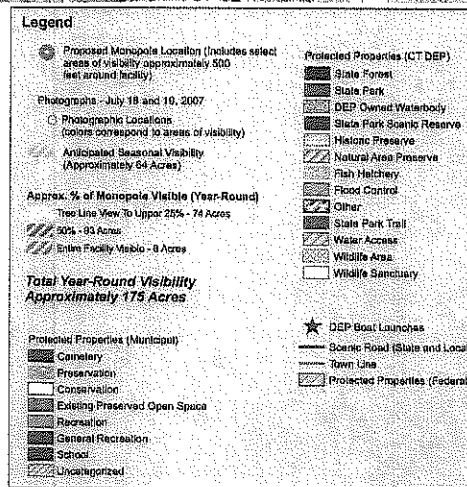 Legend
Proposed Monopole Location (Includes select
areas of visibility approximately 500
feet around facility)
Photographs - July 18 and 19, 2007
Photographic Locations
(colors correspond to areas of visibility)
Anticipated Seasonal Visibility
(Approximately 64 Acres)
Approx. % of Monopole Visible (Year-Round)
Tree Line View To Upper 25% - 74 Acres
50% - 93 Acres
Entire Facility Visible - 8 Acres
Total Year-Round Visibility
Approximately 175 Acres
Protected Properties (Municipal)
Cemetery
Preservation
Conservation
Existing Preserved Open Space
Recreation
General Recreation
School
Uncategorized
Protected Properties (CT DEP)
State Forest
State Park
DEP Owned Waterbody
State Park Scenic Reserve
Historic Preserve
Natural Area Preserve
Fish Hatchery
Flood Control
Other
State Park Trail
Water Access
Wildlife Area
Wildlife Sanctuary
DEP Boat Launches
Scenic Road (State and Local
Town Line
Protected Properties (Federal